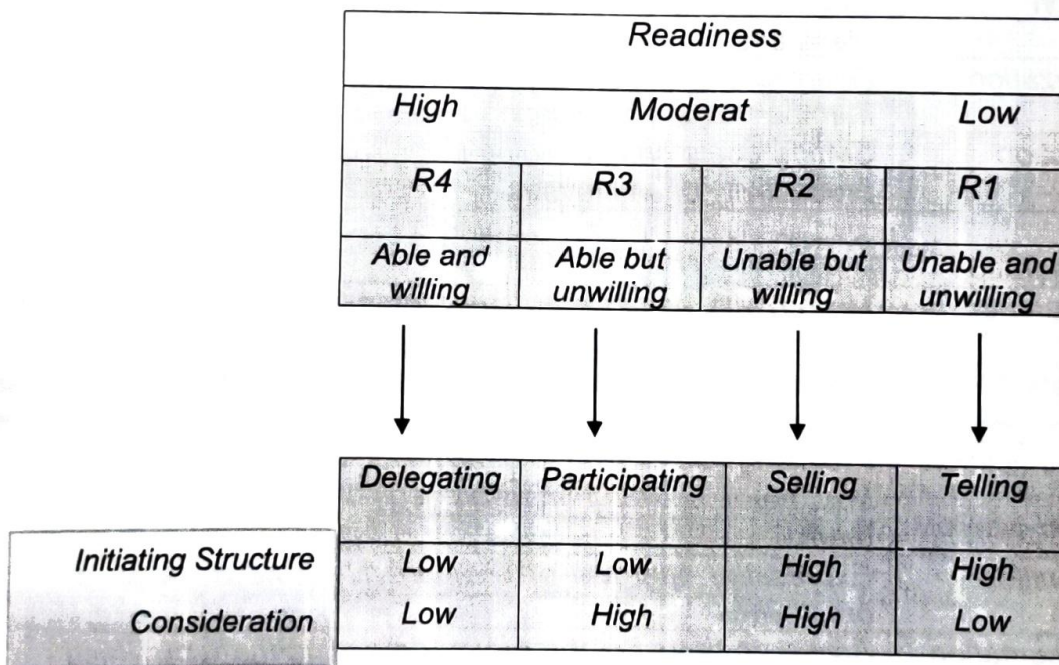 Readiness
High Moderat Low
R4 R3 R2 R1
Able and Able but Unable but Unable and
willing unwilling willing unwilling
Delegating Participating Selling Telling
Initiating Structure Low Low High High
Consideration Low High High Low